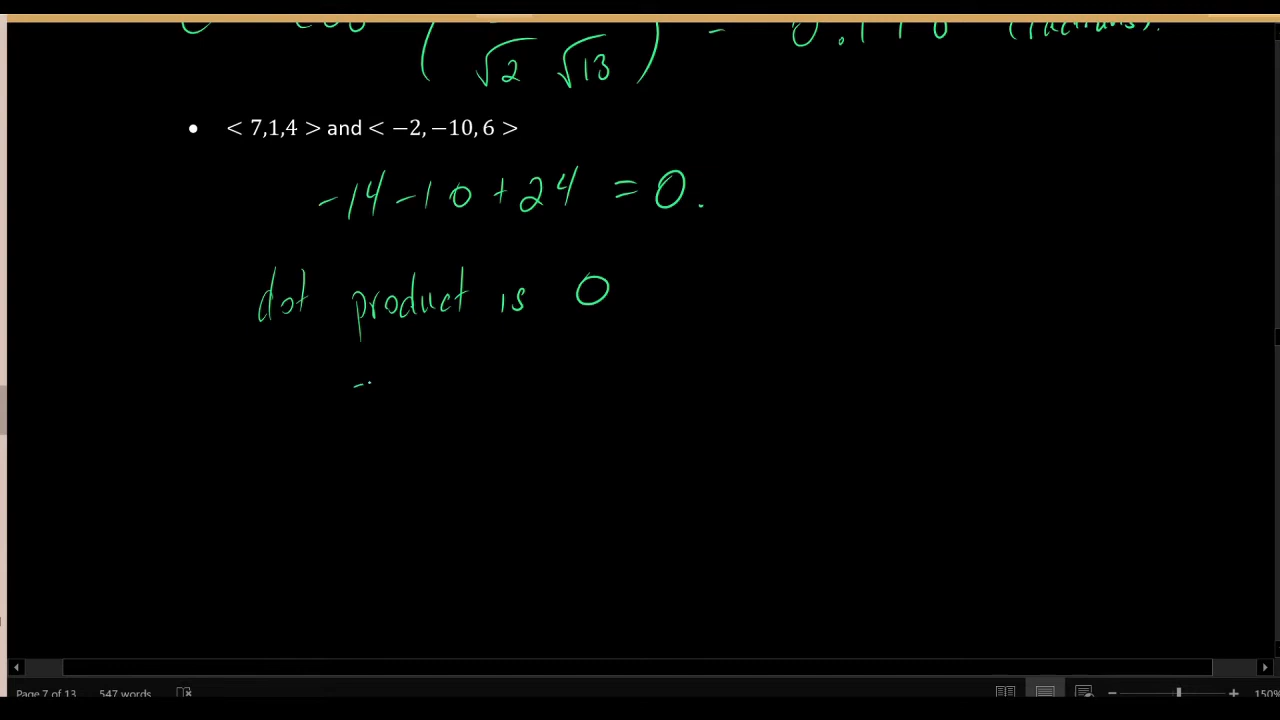 √2 √13
• < 7,1,4 > and < −2, −10, 6 >
-14 -10 +24 = 0.
dot product is 0
Page 7 of 13 547 words 150%